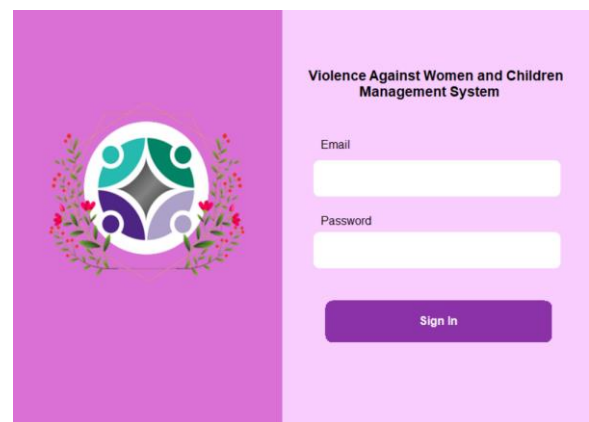 Violence Against Women and Children
Management System
Email
Password
Sign In